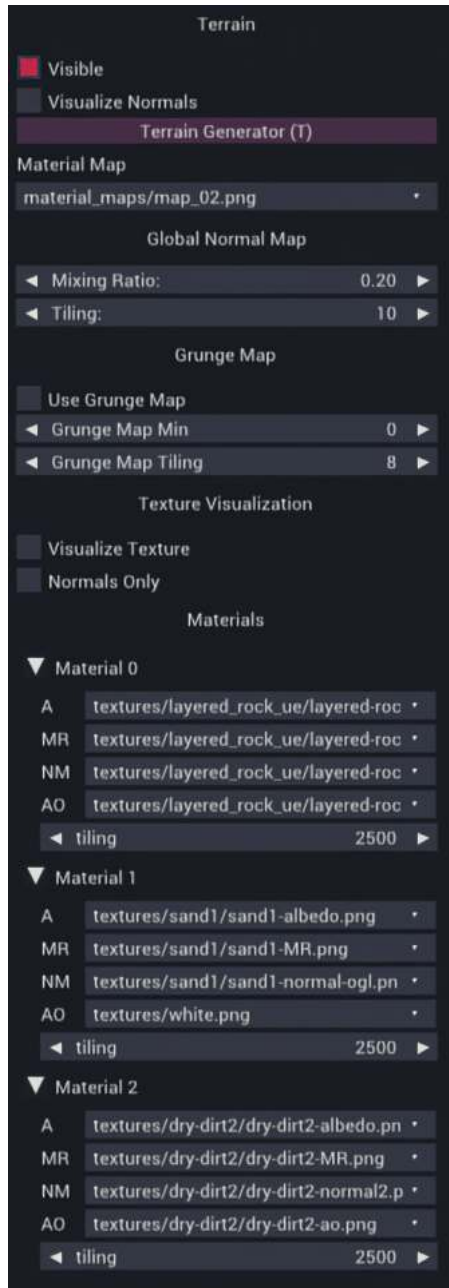 Terrain
Visible
Visualize Normals
Terrain Generator (T)
Material Map
material_maps/map_02.png
Global Normal Map
Mixing Ratio: 0.20
Tiling: 10
Grunge Map
Use Grunge Map
Grunge Map Min 0
Grunge Map Tiling 8
Texture Visualization
Visualize Texture
Normals Only
Materials
Material 0
A textures/layered_rock_ue/layered-roc
MR textures/layered_rock_ue/layered-roc
NM textures/layered_rock_ue/layered-roc
AO textures/layered_rock_ue/layered-roc
tiling 2500
Material 1
A textures/sand1/sand1-albedo.png
MR textures/sand1/sand1-MR.png
NM textures/sand1/sand1-normal-ogl.pn
AO textures/white.png
tiling 2500
Material 2
A textures/dry-dirt2/dry-dirt2-albedo.pn
MR textures/dry-dirt2/dry-dirt2-MR.png
NM textures/dry-dirt2/dry-dirt2-normal2.p
AO textures/dry-dirt2/dry-dirt2-ao.png
tiling 2500